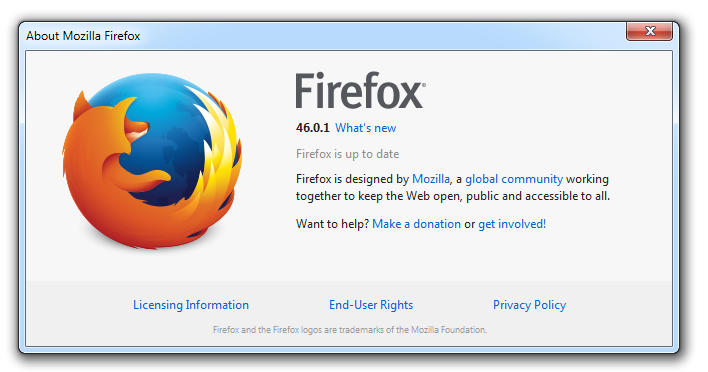 About Mozilla Firefox
Firefox®
46.0.1 What's new
Firefox is up to date
Firefox is designed by Mozilla, a global community working
together to keep the Web open, public and accessible to all.
Want to help? Make a donation or get involved!
Licensing Information End-User Rights Privacy Policy
Firefox and the Firefox logos are trademarks of the Mozilla Foundation.